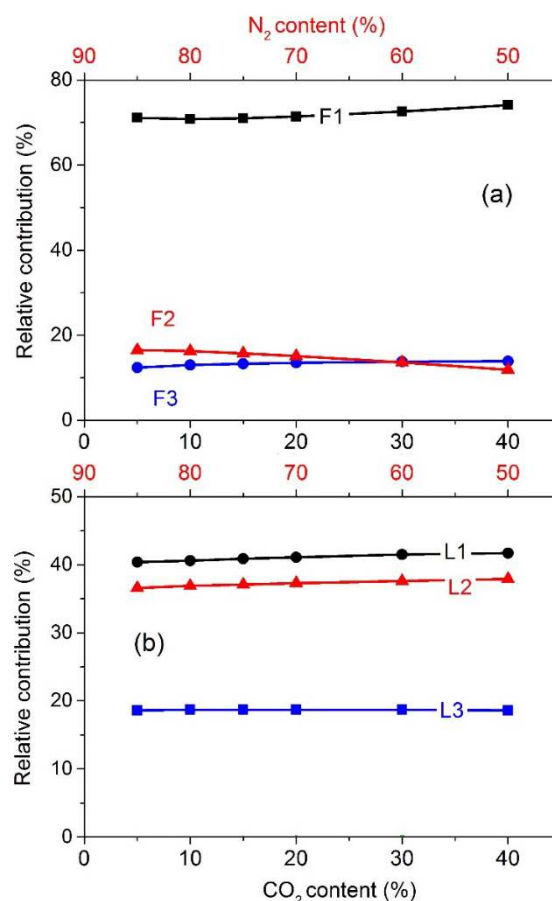 N₂ content (%)
90 80 70 60 50
80
F1
60
(a)
Relative contribution (%)
40
F2
20
F3
0
0 10 20 30 40
90 80 70 60 50
50
L1
40
L2
30
(b)
Relative contribution (%)
20
L3
10
0
0 10 20 30 40
CO₂ content (%)